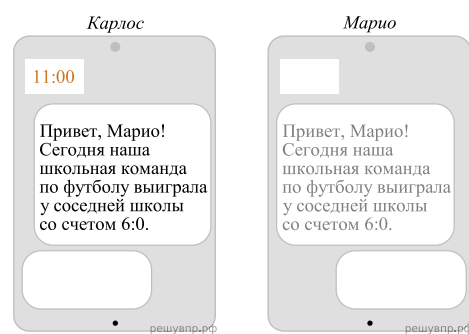 Карлос
11:00
Привет, Марио!
Сегодня наша
школьная команда
по футболу выиграла
у соседней школы
со счетом 6:0.
решувпр.рф
Марио
Привет, Марио!
Сегодня наша
школьная команда
по футболу выиграла
у соседней школы
со счетом 6:0.
решувпр.рф